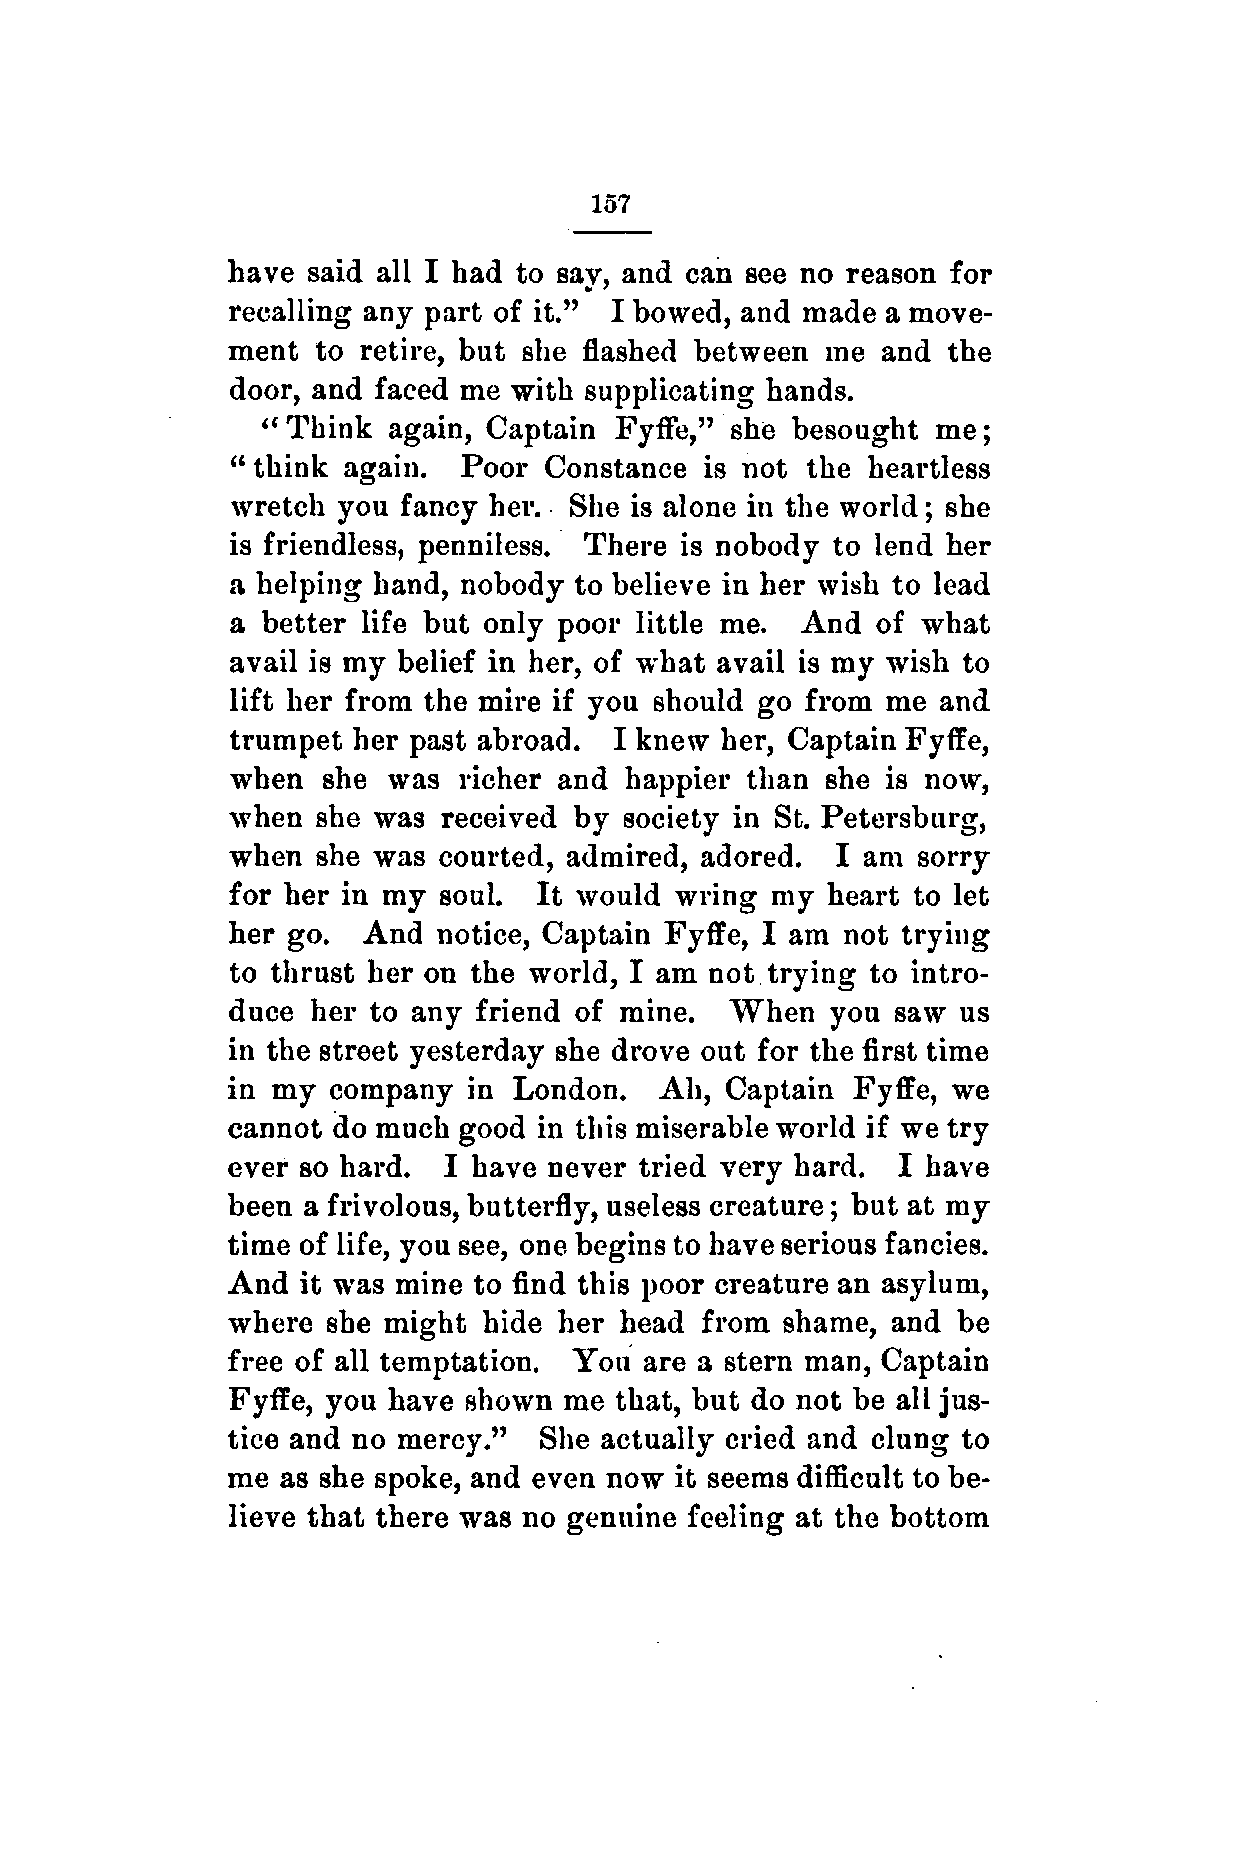 157
have said all I had to say, and can see no reason for
recalling any part of it.” I bowed, and made a move-
ment to retire, but she flashed between me and the
door, and faced me with supplicating hands.
“Think again, Captain Fyffe,” she besought me;
“think again. Poor Constance is not the heartless
wretch you fancy her. She is alone in the world; she
is friendless, penniless. There is nobody to lend her
a helping hand, nobody to believe in her wish to lead
a better life but only poor little me. And of what
avail is my belief in her, of what avail is my wish to
lift her from the mire if you should go from me and
trumpet her past abroad. I knew her, Captain Fyffe,
when she was richer and happier than she is now,
when she was received by society in St. Petersburg,
when she was courted, admired, adored. I am sorry
for her in my soul. It would wring my heart to let
her go. And notice, Captain Fyffe, I am not trying
to thrust her on the world, I am not trying to intro-
duce her to any friend of mine. When you saw us
in the street yesterday she drove out for the first time
in my company in London. Ah, Captain Fyffe, we
cannot do much good in this miserable world if we try
ever so hard. I have never tried very hard. I have
been a frivolous, butterfly, useless creature; but at my
time of life, you see, one begins to have serious fancies.
And it was mine to find this poor creature an asylum,
where she might hide her head from shame, and be
free of all temptation. You are a stern man, Captain
Fyffe, you have shown me that, but do not be all jus-
tice and no mercy.” She actually cried and clung to
me as she spoke, and even now it seems difficult to be-
lieve that there was no genuine feeling at the bottom